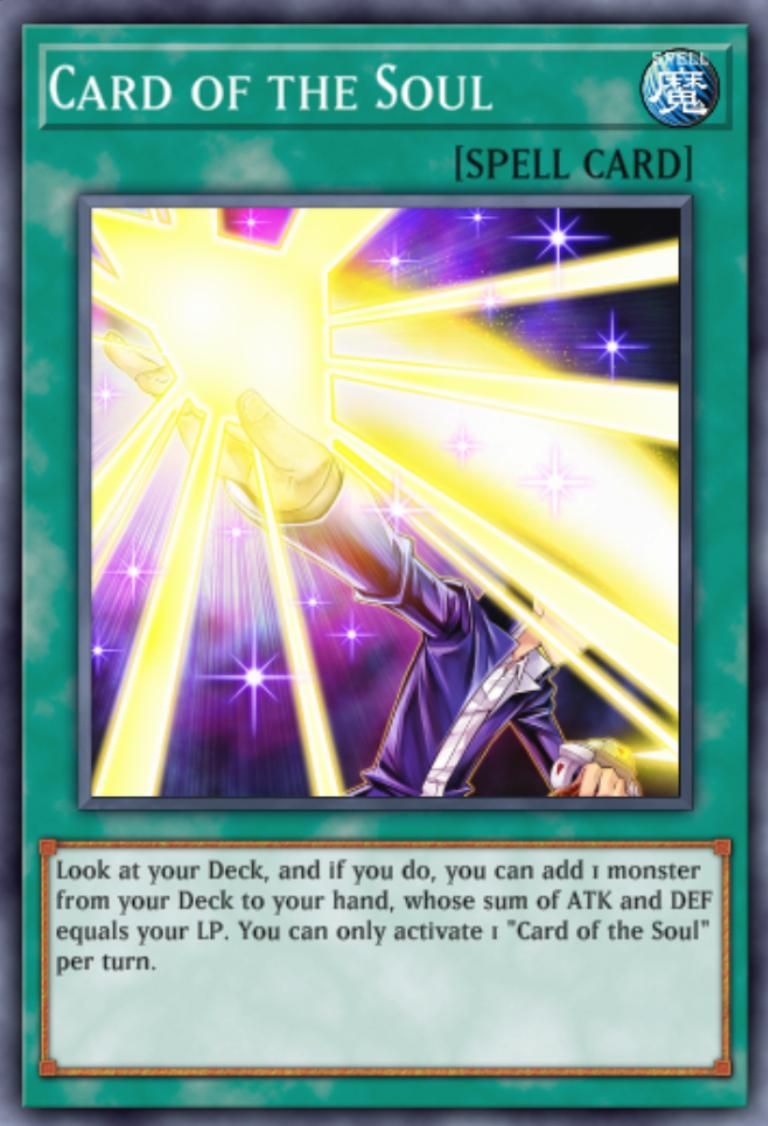 Card of the Soul
SPELL
魔
[SPELL CARD]
Look at your Deck, and if you do, you can add 1 monster
from your Deck to your hand, whose sum of ATK and DEF
equals your LP. You can only activate 1 "Card of the Soul"
per turn.